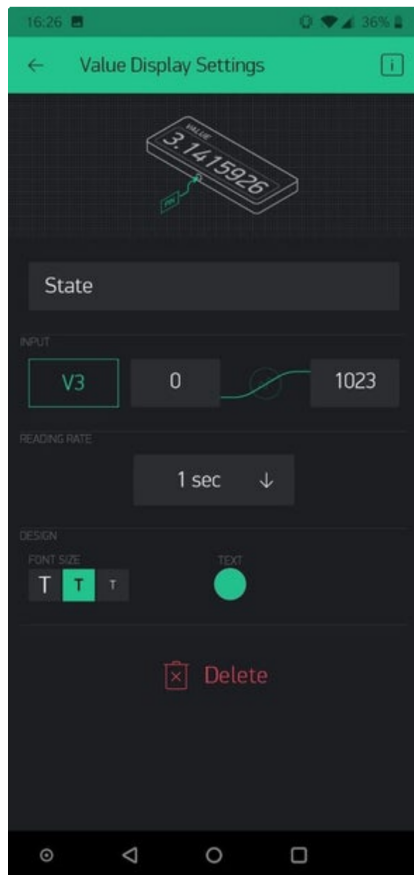 16:26 36%
Value Display Settings i
VALUE
3.1415926
PIN
State
INPUT
V3 0 1023
READING RATE
1 sec
DESIGN
FONT SIZE TEXT
T T T
Delete